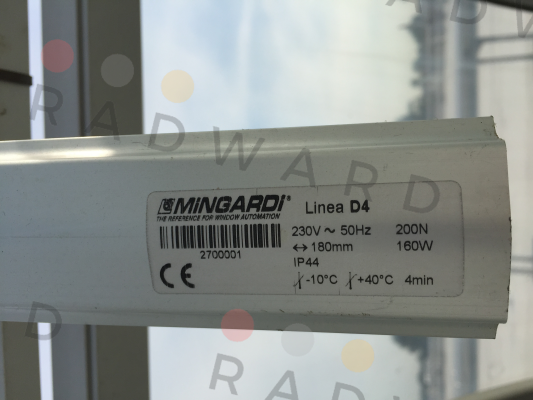 MINGARDI®
THE REFERENCE FOR WINDOW AUTOMATION
2700001
CE
Linea D4
230V ~ 50Hz 200N
↔ 180mm 160W
IP44
-10°C +40°C 4min
RADWARD
RADWARD